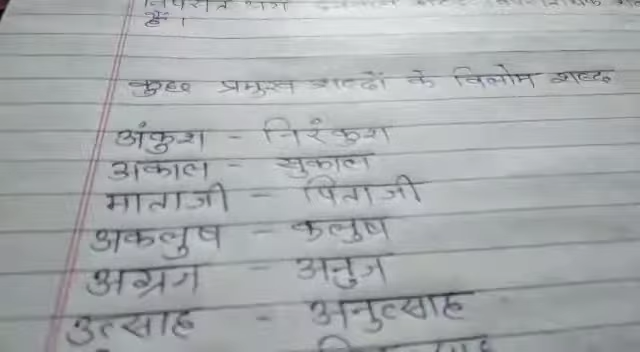 हैं।
कुछ प्रमुख शब्दों के विलोम शब्द
अंकुश - निरंकुश
अकाल - सुकाल
माताजी - पिताजी
अकलुष - कलुष
अग्रज - अनुज
उत्साह - अनुत्साह